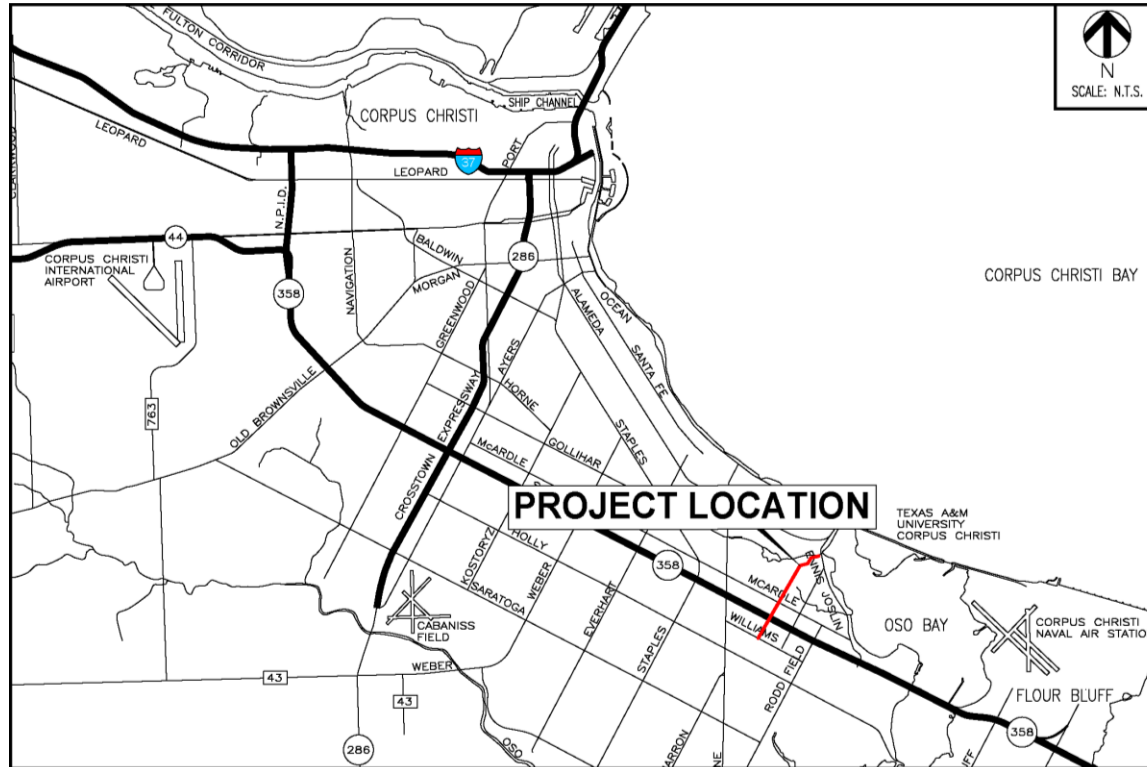 FULTON CORRIDOR
N
SCALE: N.T.S.
SHIP CHANNEL
CORPUS CHRISTI
LEOPARD
PORT
37
LEOPARD
N.P.I.D.
44
BALDWIN
286
CORPUS CHRISTI
INTERNATIONAL
AIRPORT
NAVIGATION
MORGAN
CORPUS CHRISTI BAY
358
GREENWOOD
ALAMEDA
OCEAN
SANTA FE
AYERS
763
OLD BROWNSVILLE
HORNE
CROSSTOWN EXPRESSWAY
McARDLE
GOLLIHAR
STAPLES
PROJECT LOCATION
TEXAS A&M
UNIVERSITY
CORPUS CHRISTI
HOLLY
KOSTORYZ
WEBER
SARATOGA
358
ENNIS JOSLIN
MCARDLE
EVERHART
WILLIAMS
OSO BAY
CORPUS CHRISTI
NAVAL AIR STATIO
CABANISS
FIELD
STAPLES
RODD FIELD
WEBER
43
43
FLOUR BLUFF
358
286
OSO